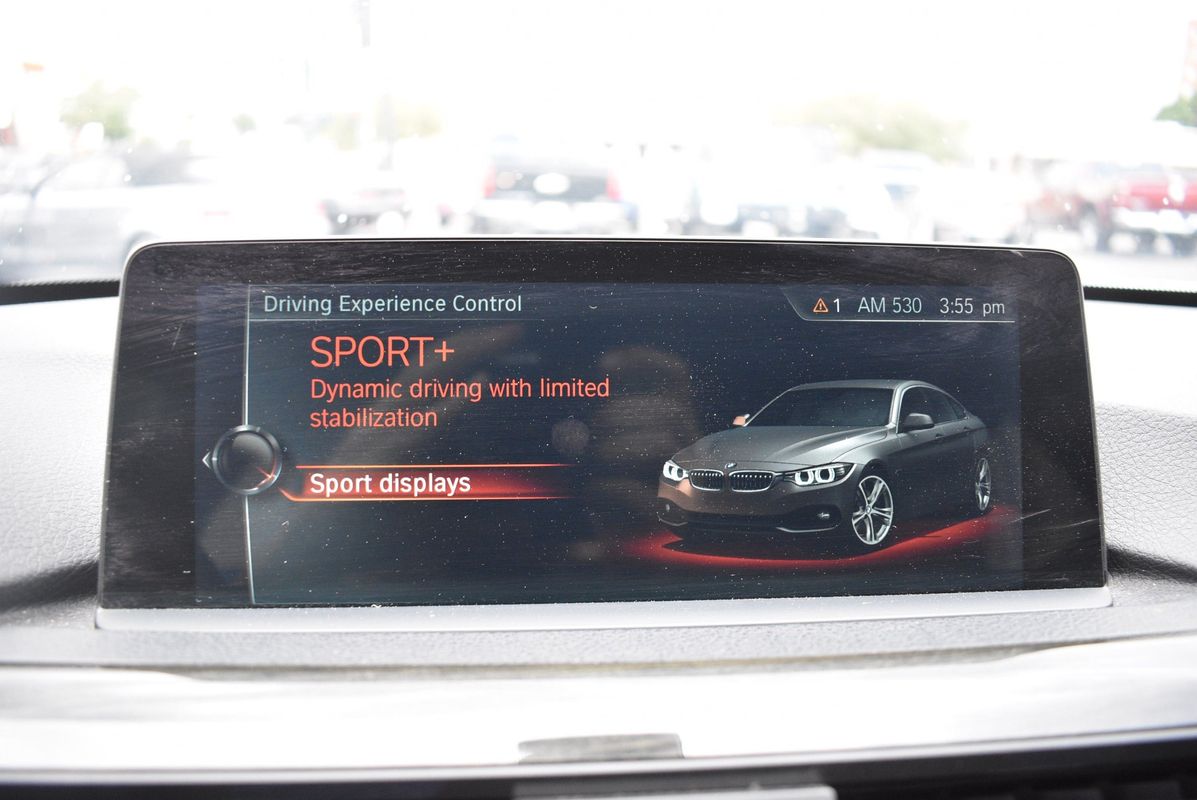 Driving Experience Control
1 AM 530 3:55 pm
SPORT+
Dynamic driving with limited
stabilization
Sport displays